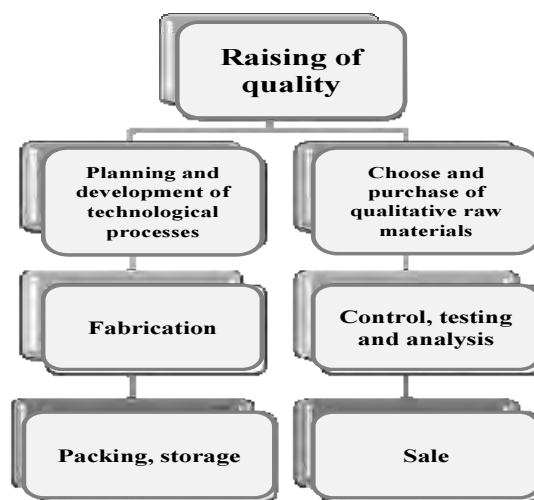 Raising of
quality
Planning and
development of
technological
processes
Choose and
purchase of
qualitative raw
materials
Fabrication
Control, testing
and analysis
Packing, storage
Sale